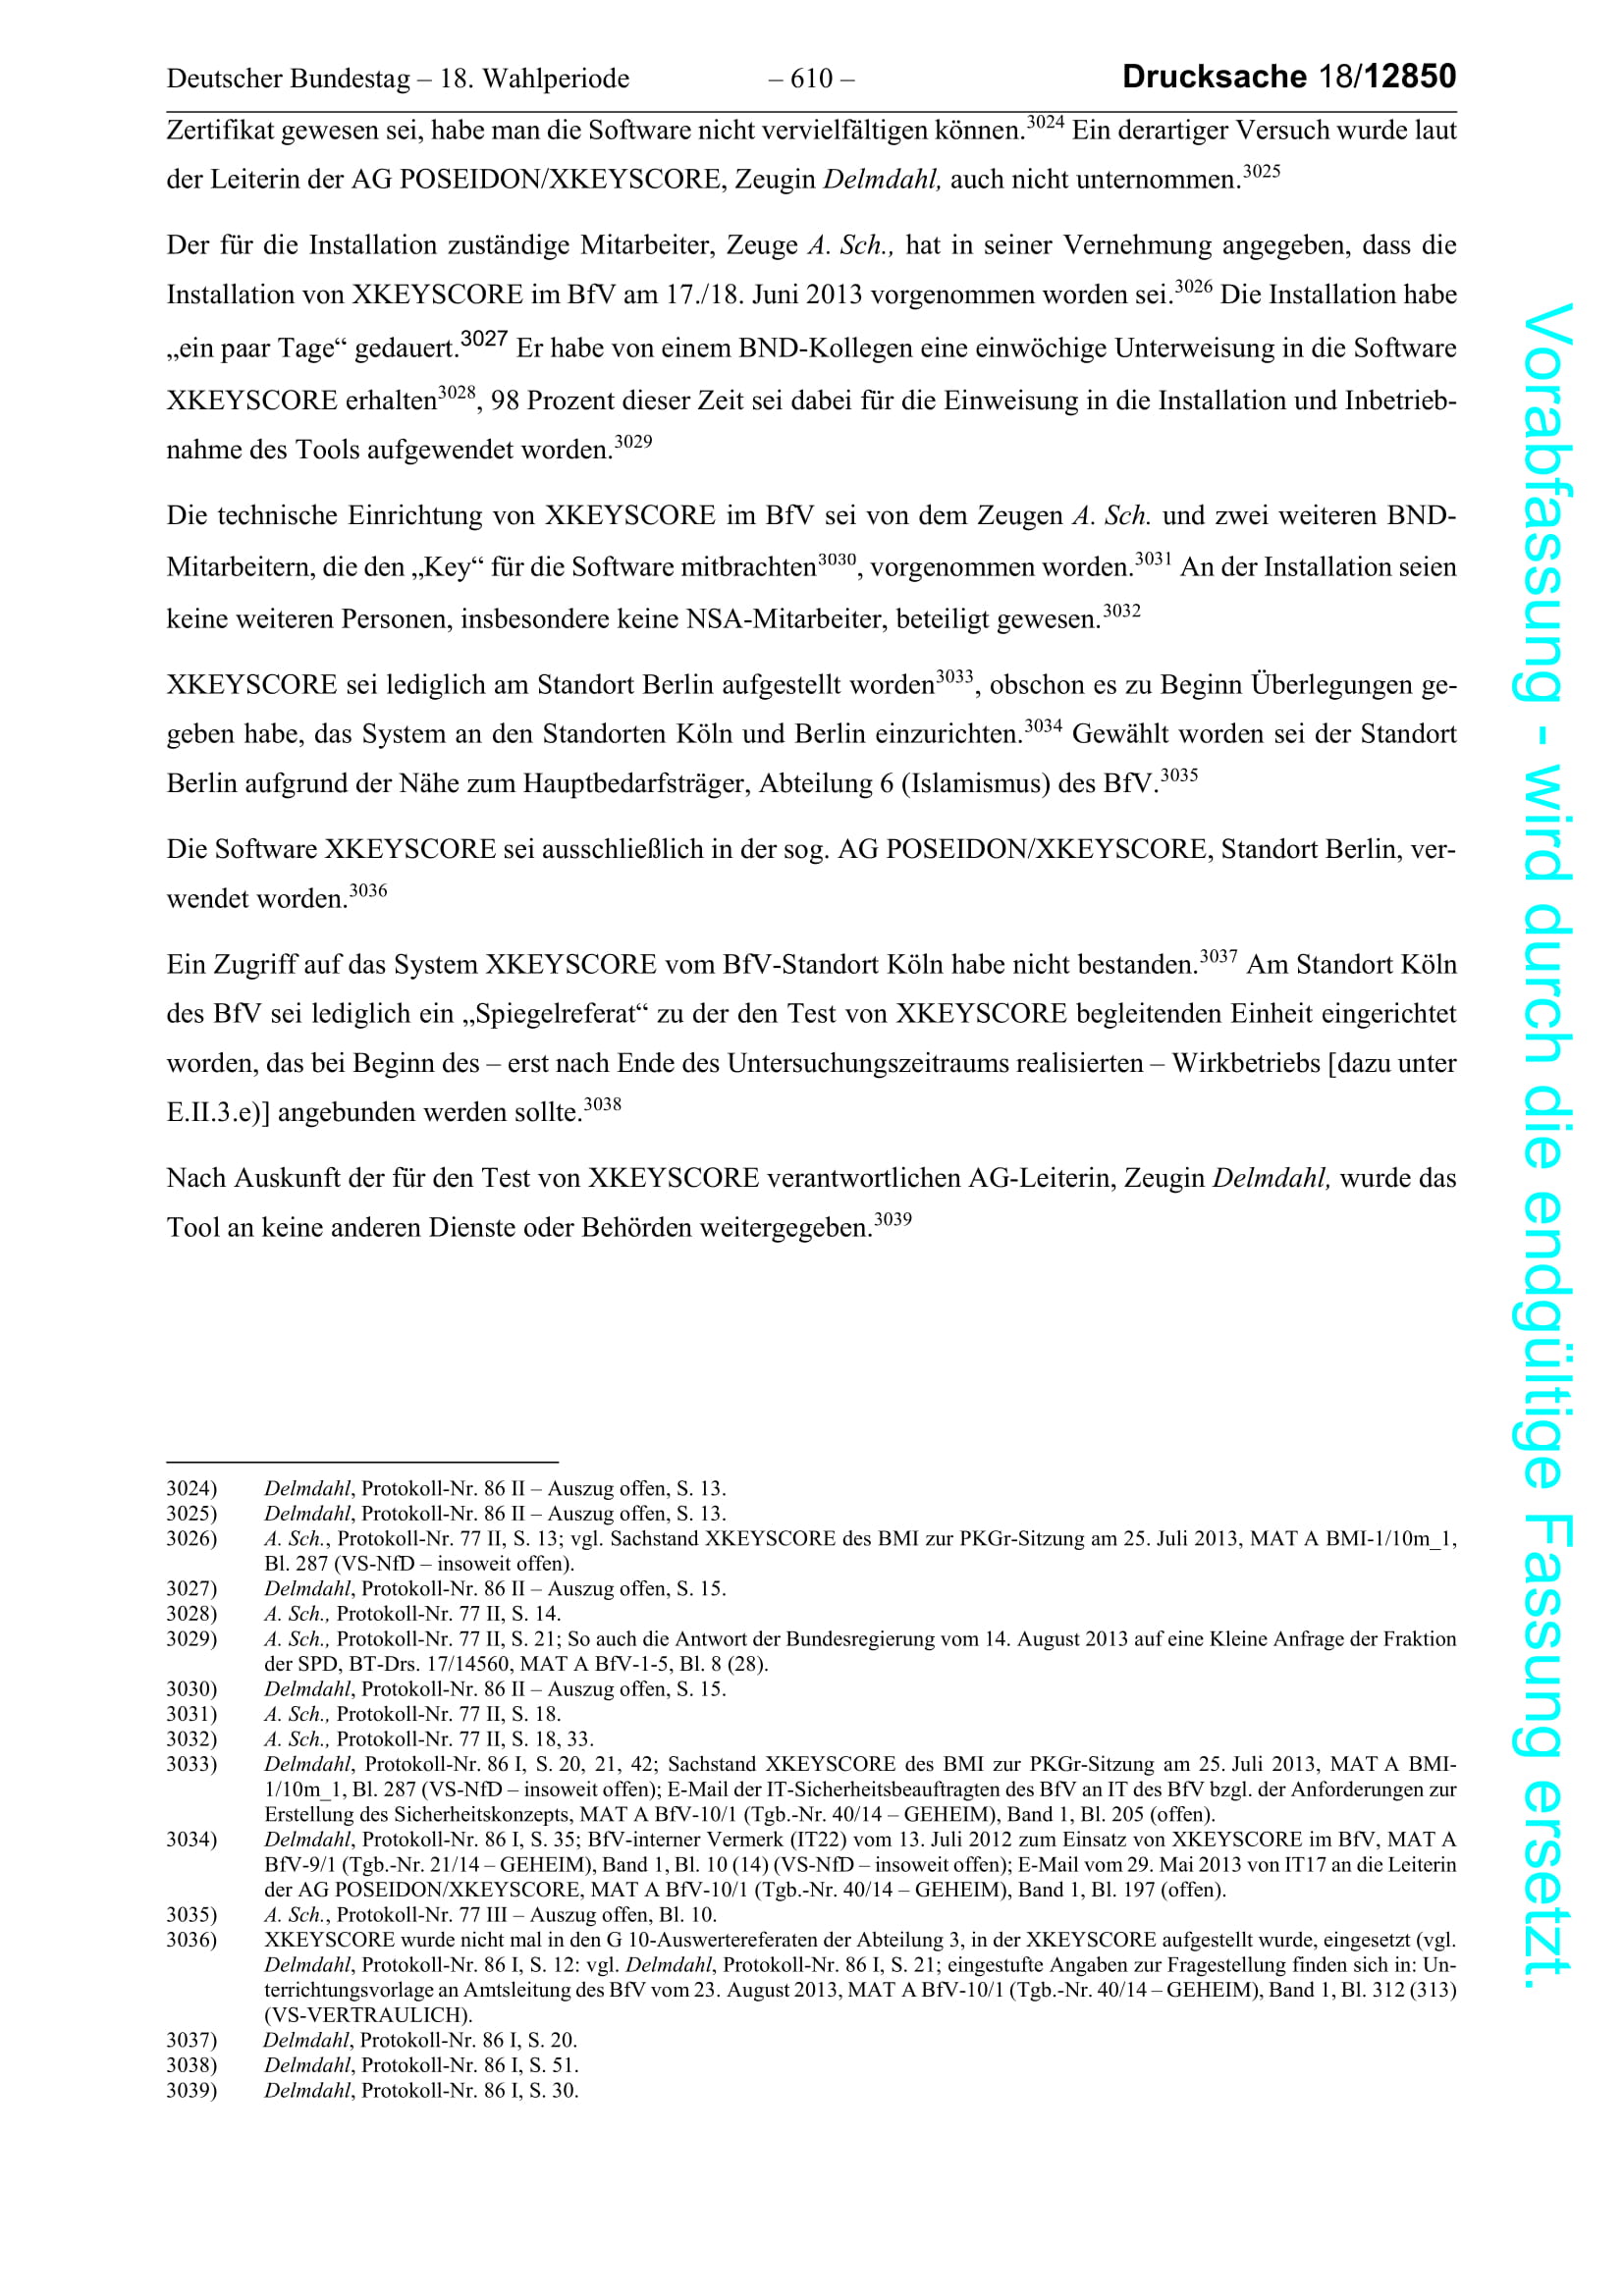 Deutscher Bundestag – 18. Wahlperiode – 610 – Drucksache 18/12850
Zertifikat gewesen sei, habe man die Software nicht vervielfältigen können.3024 Ein derartiger Versuch wurde laut
der Leiterin der AG POSEIDON/XKEYSCORE, Zeugin Delmdahl, auch nicht unternommen.3025
Der für die Installation zuständige Mitarbeiter, Zeuge A. Sch., hat in seiner Vernehmung angegeben, dass die
Installation von XKEYSCORE im BfV am 17./18. Juni 2013 vorgenommen worden sei.3026 Die Installation habe
„ein paar Tage“ gedauert.3027 Er habe von einem BND-Kollegen eine einwöchige Unterweisung in die Software
XKEYSCORE erhalten3028, 98 Prozent dieser Zeit sei dabei für die Einweisung in die Installation und Inbetrieb-
nahme des Tools aufgewendet worden.3029
Die technische Einrichtung von XKEYSCORE im BfV sei von dem Zeugen A. Sch. und zwei weiteren BND-
Mitarbeitern, die den „Key“ für die Software mitbrachten3030, vorgenommen worden.3031 An der Installation seien
keine weiteren Personen, insbesondere keine NSA-Mitarbeiter, beteiligt gewesen.3032
XKEYSCORE sei lediglich am Standort Berlin aufgestellt worden3033, obschon es zu Beginn Überlegungen ge-
geben habe, das System an den Standorten Köln und Berlin einzurichten.3034 Gewählt worden sei der Standort
Berlin aufgrund der Nähe zum Hauptbedarfsträger, Abteilung 6 (Islamismus) des BfV.3035
Die Software XKEYSCORE sei ausschließlich in der sog. AG POSEIDON/XKEYSCORE, Standort Berlin, ver-
wendet worden.3036
Ein Zugriff auf das System XKEYSCORE vom BfV-Standort Köln habe nicht bestanden.3037 Am Standort Köln
des BfV sei lediglich ein „Spiegelreferat“ zu der den Test von XKEYSCORE begleitenden Einheit eingerichtet
worden, das bei Beginn des – erst nach Ende des Untersuchungszeitraums realisierten – Wirkbetriebs [dazu unter
E.II.3.e)] angebunden werden sollte.3038
Nach Auskunft der für den Test von XKEYSCORE verantwortlichen AG-Leiterin, Zeugin Delmdahl, wurde das
Tool an keine anderen Dienste oder Behörden weitergegeben.3039
3024) Delmdahl, Protokoll-Nr. 86 II – Auszug offen, S. 13.
3025) Delmdahl, Protokoll-Nr. 86 II – Auszug offen, S. 13.
3026) A. Sch., Protokoll-Nr. 77 II, S. 13; vgl. Sachstand XKEYSCORE des BMI zur PKGr-Sitzung am 25. Juli 2013, MAT A BMI-1/10m_1,
Bl. 287 (VS-NfD – insoweit offen).
3027) Delmdahl, Protokoll-Nr. 86 II – Auszug offen, S. 15.
3028) A. Sch., Protokoll-Nr. 77 II, S. 14.
3029) A. Sch., Protokoll-Nr. 77 II, S. 21; So auch die Antwort der Bundesregierung vom 14. August 2013 auf eine Kleine Anfrage der Fraktion
der SPD, BT-Drs. 17/14560, MAT A BfV-1-5, Bl. 8 (28).
3030) Delmdahl, Protokoll-Nr. 86 II – Auszug offen, S. 15.
3031) A. Sch., Protokoll-Nr. 77 II, S. 18.
3032) A. Sch., Protokoll-Nr. 77 II, S. 18, 33.
3033) Delmdahl, Protokoll-Nr. 86 I, S. 20, 21, 42; Sachstand XKEYSCORE des BMI zur PKGr-Sitzung am 25. Juli 2013, MAT A BMI-
1/10m_1, Bl. 287 (VS-NfD – insoweit offen); E-Mail der IT-Sicherheitsbeauftragten des BfV an IT des BfV bzgl. der Anforderungen zur
Erstellung des Sicherheitskonzepts, MAT A BfV-10/1 (Tgb.-Nr. 40/14 – GEHEIM), Band 1, Bl. 205 (offen).
3034) Delmdahl, Protokoll-Nr. 86 I, S. 35; BfV-interner Vermerk (IT22) vom 13. Juli 2012 zum Einsatz von XKEYSCORE im BfV, MAT A
BfV-9/1 (Tgb.-Nr. 21/14 – GEHEIM), Band 1, Bl. 10 (14) (VS-NfD – insoweit offen); E-Mail vom 29. Mai 2013 von IT17 an die Leiterin
der AG POSEIDON/XKEYSCORE, MAT A BfV-10/1 (Tgb.-Nr. 40/14 – GEHEIM), Band 1, Bl. 197 (offen).
3035) A. Sch., Protokoll-Nr. 77 III – Auszug offen, Bl. 10.
3036) XKEYSCORE wurde nicht mal in den G 10-Auswertereferaten der Abteilung 3, in der XKEYSCORE aufgestellt wurde, eingesetzt (vgl.
Delmdahl, Protokoll-Nr. 86 I, S. 12: vgl. Delmdahl, Protokoll-Nr. 86 I, S. 21; eingestufte Angaben zur Fragestellung finden sich in: Un-
terrichtungsvorlage an Amtsleitung des BfV vom 23. August 2013, MAT A BfV-10/1 (Tgb.-Nr. 40/14 – GEHEIM), Band 1, Bl. 312 (313)
(VS-VERTRAULICH).
3037) Delmdahl, Protokoll-Nr. 86 I, S. 20.
3038) Delmdahl, Protokoll-Nr. 86 I, S. 51.
3039) Delmdahl, Protokoll-Nr. 86 I, S. 30.
Vorabfassung - wird durch die endgültige Fassung ersetzt.